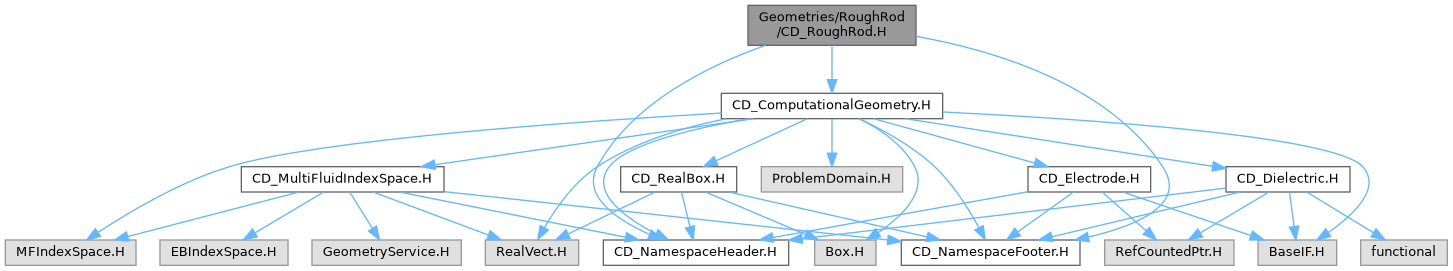 Geometries/RoughRod
/CD_RoughRod.H
CD_ComputationalGeometry.H
CD_MultiFluidIndexSpace.H
CD_RealBox.H
ProblemDomain.H
CD_Electrode.H
CD_Dielectric.H
MFIndexSpace.H
EBIndexSpace.H
GeometryService.H
RealVect.H
CD_NamespaceHeader.H
Box.H
CD_NamespaceFooter.H
RefCountedPtr.H
BaseIF.H
functional